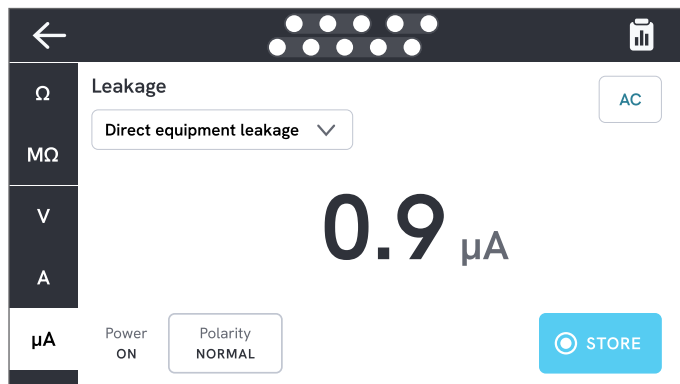 Leakage
AC
Direct equipment leakage
Ω
MΩ
V
A
µA
0.9 µA
Power
ON
Polarity
NORMAL
STORE